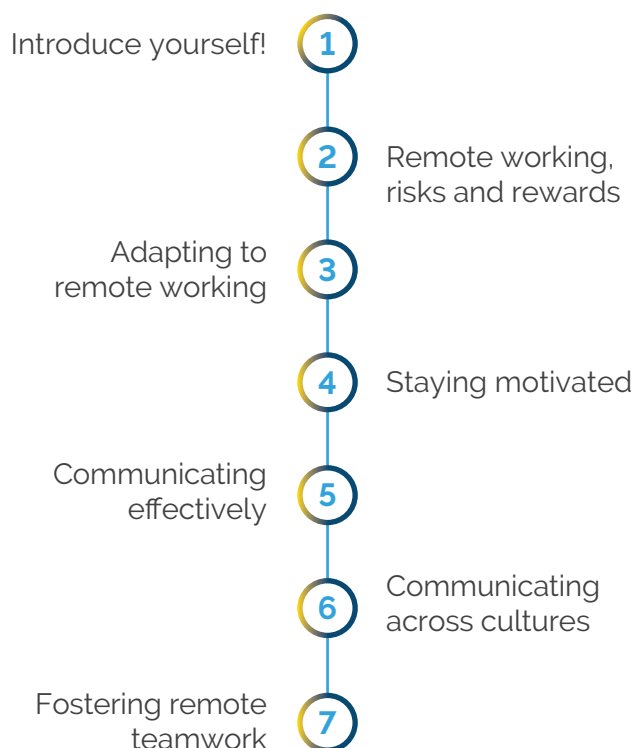 Introduce yourself!
1
2
Remote working,
risks and rewards
Adapting to
remote working
3
4
Staying motivated
Communicating
effectively
5
6
Communicating
across cultures
Fostering remote
teamwork
7